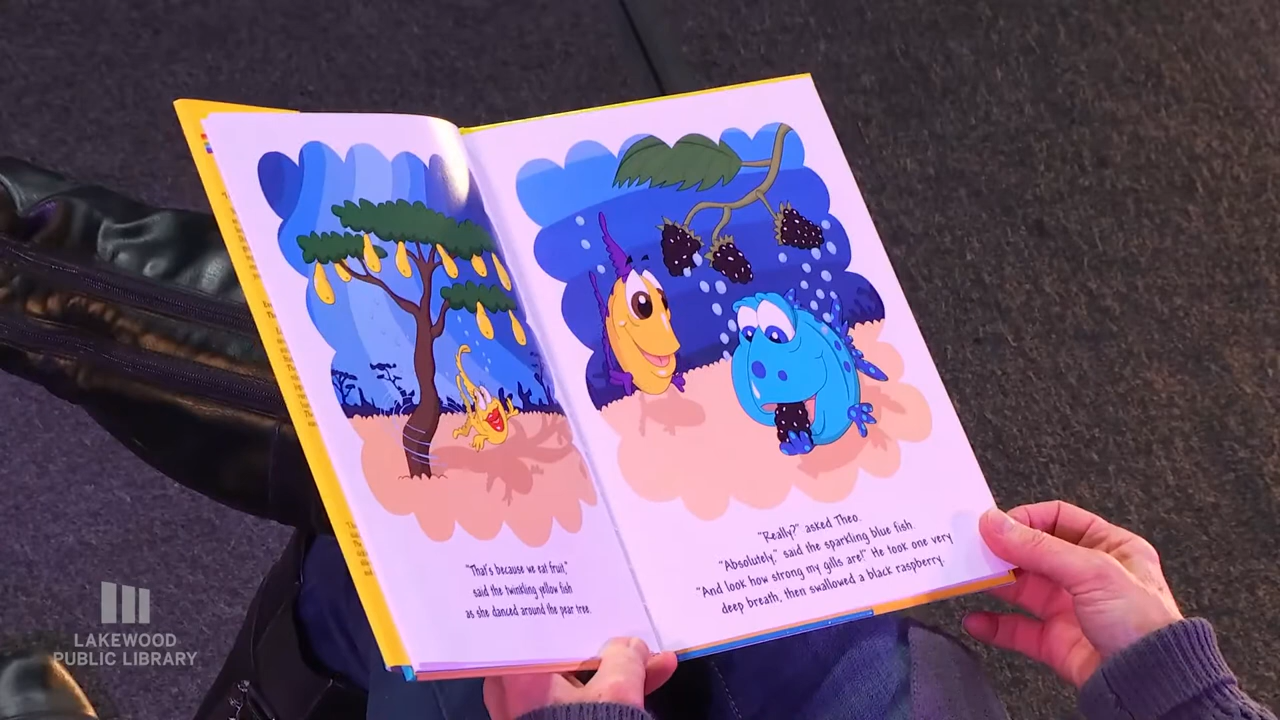 "That's because we eat fruit,"
said the twinkling yellow fish
as she danced around the pear tree.
"Really?" asked Theo.
"Absolutely," said the sparkling blue fish.
"And look how strong my gills are!" He took one very
deep breath, then swallowed a black raspberry.
LAKEWOOD
PUBLIC LIBRARY